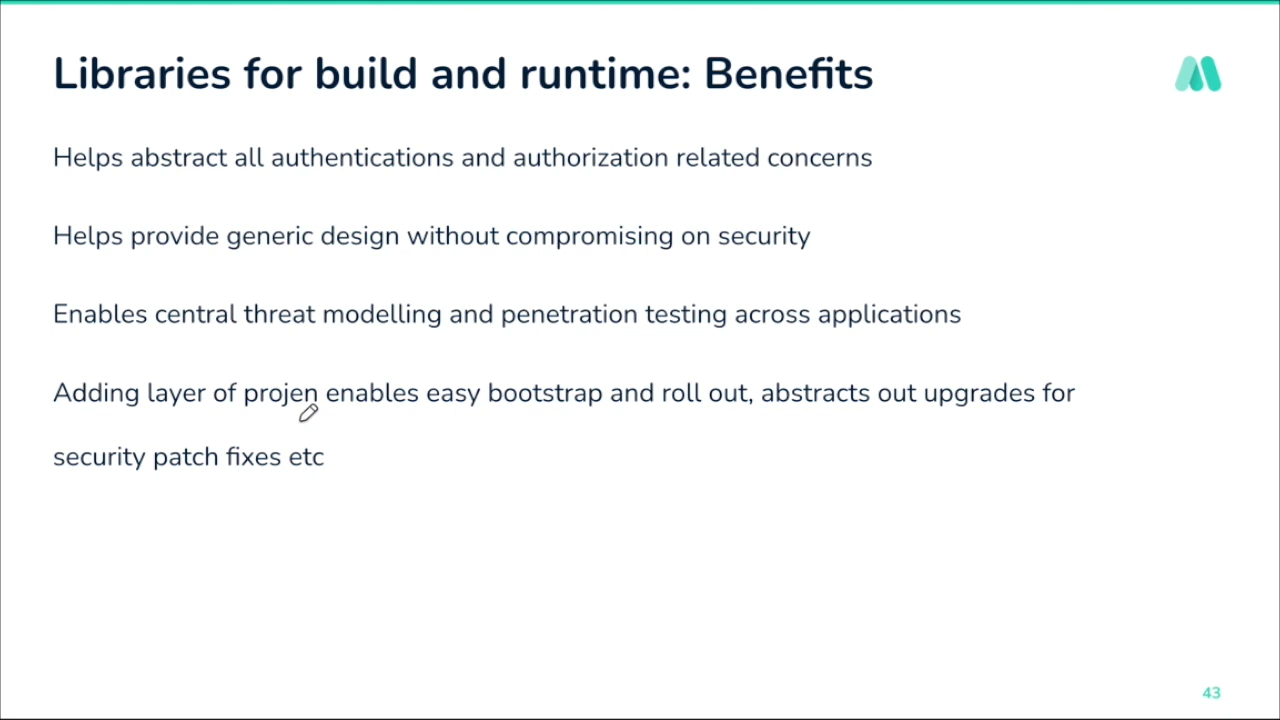 Libraries for build and runtime: Benefits
Helps abstract all authentications and authorization related concerns
Helps provide generic design without compromising on security
Enables central threat modelling and penetration testing across applications
Adding layer of projen enables easy bootstrap and roll out, abstracts out upgrades for
security patch fixes etc
43